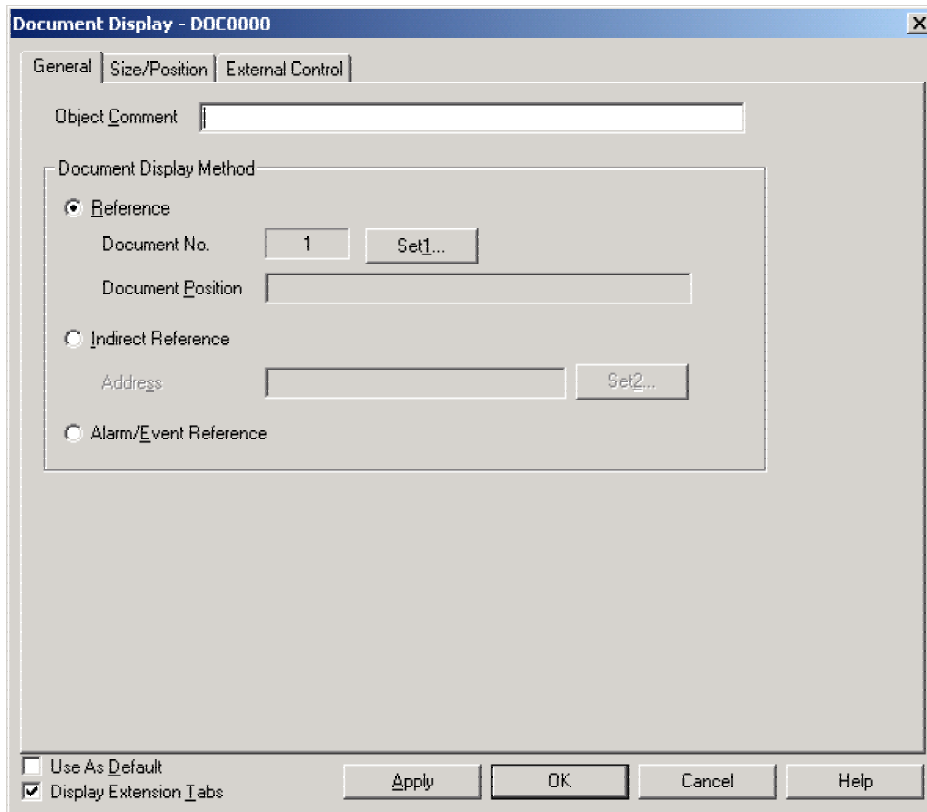 Document Display - DOC0000
General Size/Position External Control
Object Comment
Document Display Method
Reference
Document No. 1 Set1...
Document Position
Indirect Reference
Address Set2...
Alarm/Event Reference
Use As Default
Display Extension Tabs
Apply OK Cancel Help